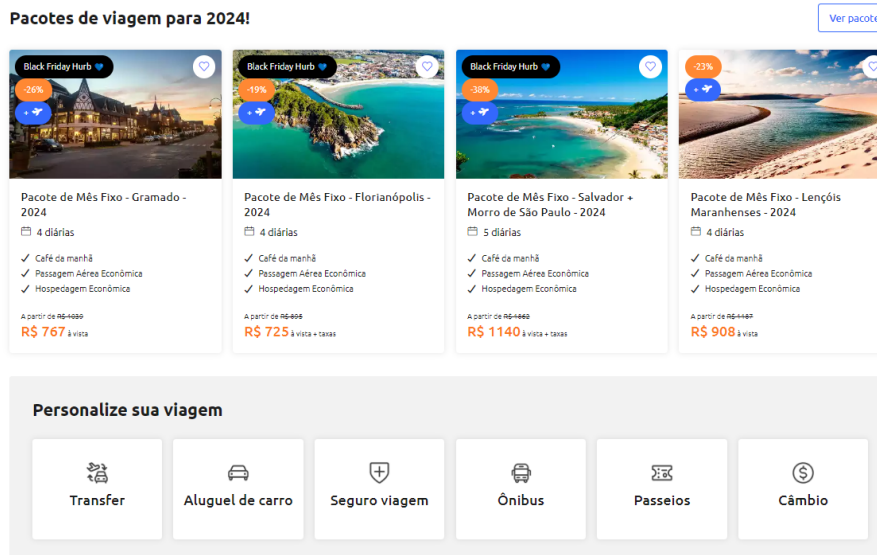 Pacotes de viagem para 2024!
Ver pacote
Black Friday Hurb
-26%
+
Pacote de Mês Fixo - Gramado -
2024
4 diárias
Café da manhã
Passagem Aérea Econômica
Hospedagem Econômica
A partir de R$ 1039
R$ 767 à vista
Black Friday Hurb
-19%
+
Pacote de Mês Fixo - Florianópolis -
2024
4 diárias
Café da manhã
Passagem Aérea Econômica
Hospedagem Econômica
A partir de R$ 895
R$ 725 à vista + taxas
Black Friday Hurb
-38%
+
Pacote de Mês Fixo - Salvador +
Morro de São Paulo - 2024
5 diárias
Café da manhã
Passagem Aérea Econômica
Hospedagem Econômica
A partir de R$ 1862
R$ 1140 à vista + taxas
-23%
+
Pacote de Mês Fixo - Lençóis
Maranhenses - 2024
4 diárias
Café da manhã
Passagem Aérea Econômica
Hospedagem Econômica
A partir de R$ 1187
R$ 908 à vista
Personalize sua viagem
Transfer
Aluguel de carro
Seguro viagem
Ônibus
Passeios
Câmbio